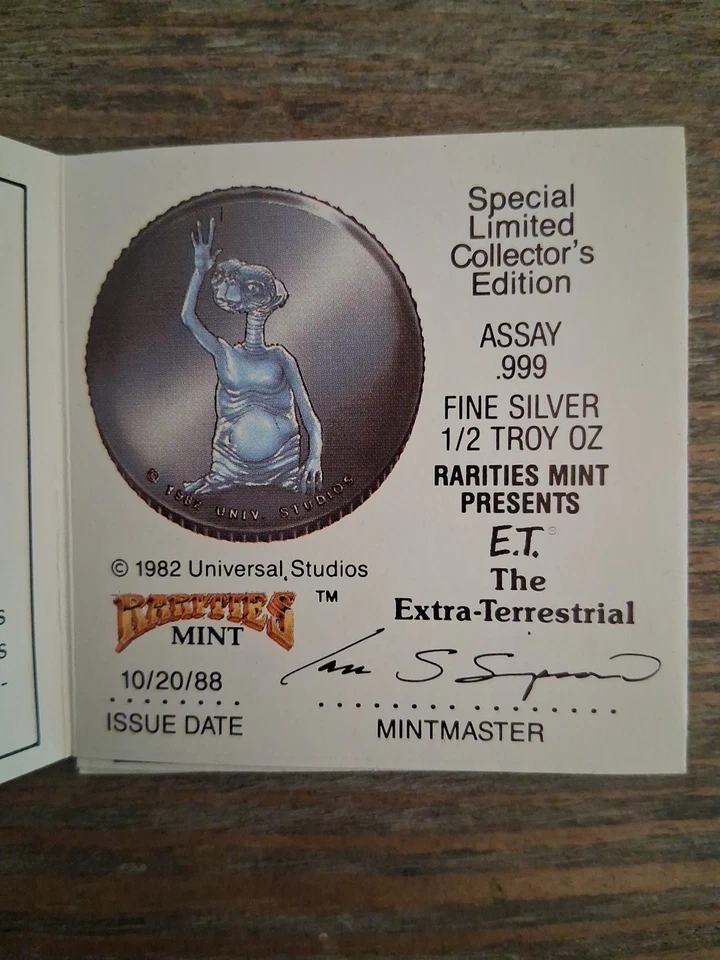 Special
Limited
Collector's
Edition
ASSAY
.999
FINE SILVER
1/2 TROY OZ
RARITIES MINT
PRESENTS
E.T.®
The
Extra-Terrestrial
© 1982 UNIV. STUDIOS
© 1982 Universal Studios
RARITIES ™
MINT
10/20/88
ISSUE DATE
MINTMASTER
S
S
-